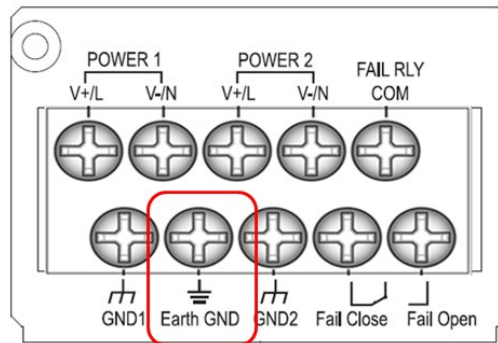 POWER 1 POWER 2 FAIL RLY
V+/L V-/N V+/L V-/N COM
GND1 Earth GND GND2 Fail Close Fail Open